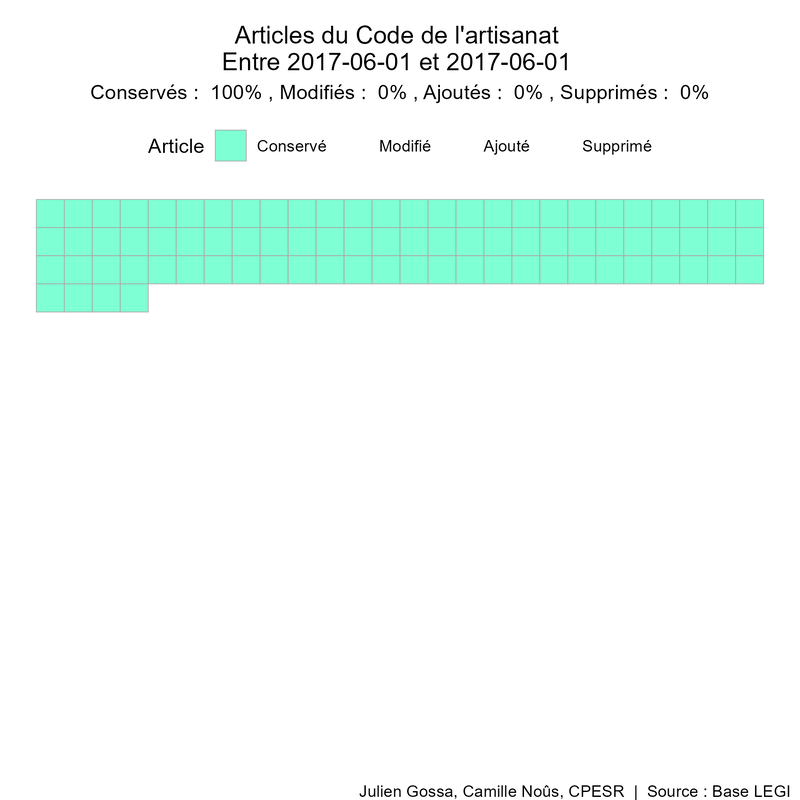 Articles du Code de l'artisanat
Entre 2017-06-01 et 2017-06-01
Conservés :  100% , Modifiés :  0% , Ajoutés :  0% , Supprimés :  0%
Article Conservé Modifié Ajouté Supprimé
Julien Gossa, Camille Noûs, CPESR  |  Source : Base LEGI